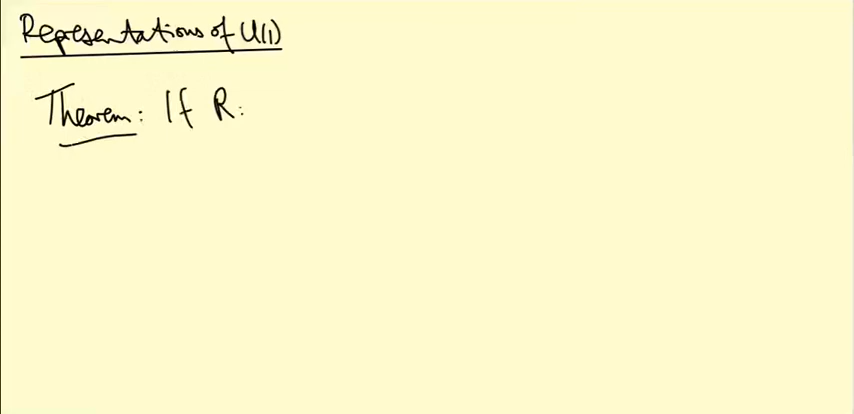 Representations of U(1)
Theorem: If R: